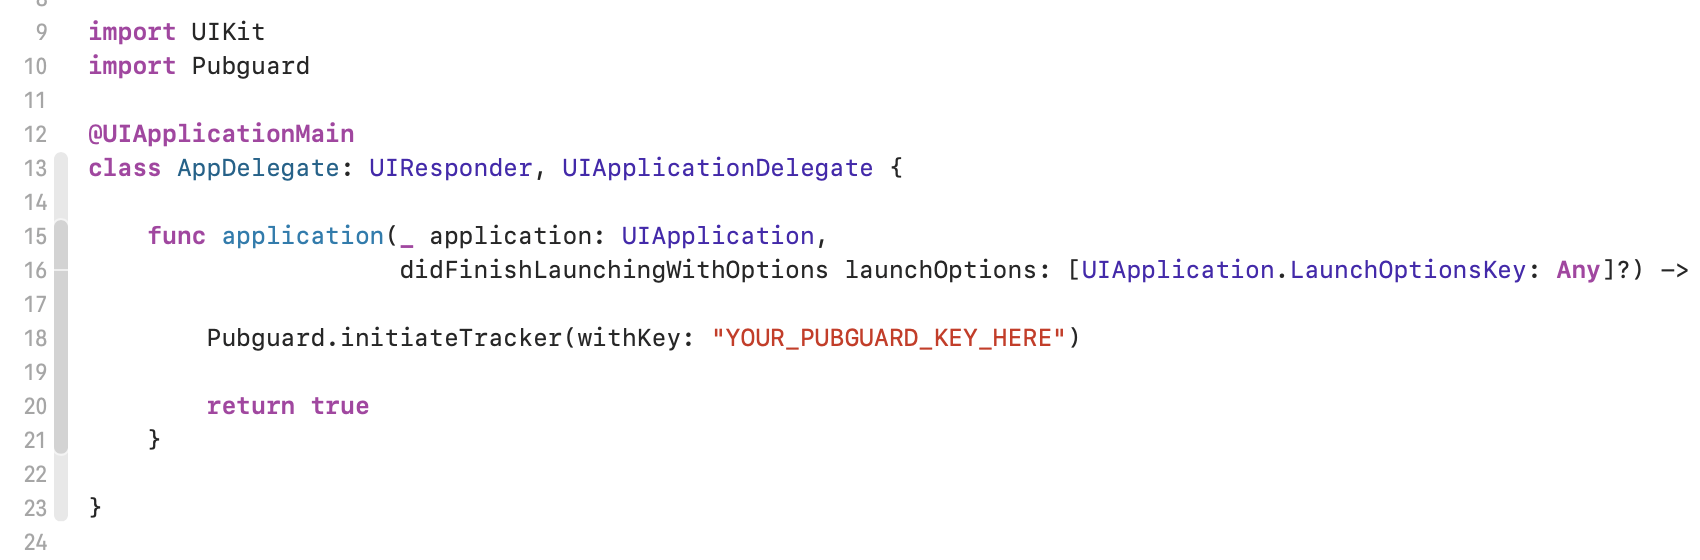 9 import UIKit
10 import Pubguard
11
12 @UIApplicationMain
13 class AppDelegate: UIResponder, UIApplicationDelegate {
14
15 func application(_ application: UIApplication,
16 didFinishLaunchingWithOptions launchOptions: [UIApplication.LaunchOptionsKey: Any]?) ->
17
18 Pubguard.initiateTracker(withKey: "YOUR_PUBGUARD_KEY_HERE")
19
20 return true
21 }
22
23 }
24